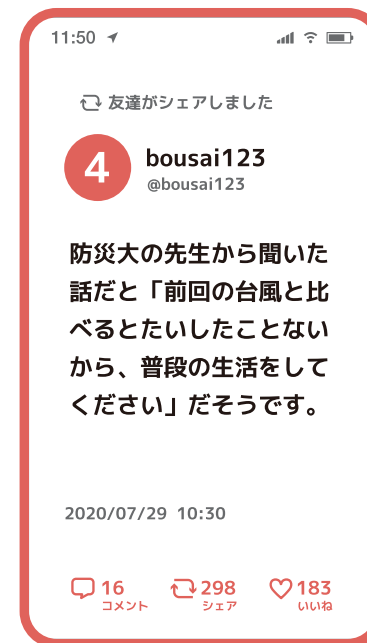 11:50
友達がシェアしました
4
bousai123
@bousai123
防災大の先生から聞いた
話だと「前回の台風と比
べるとたいしたことない
から、普段の生活をして
ください」だそうです。
2020/07/29 10:30
16
コメント
298
シェア
183
いいね